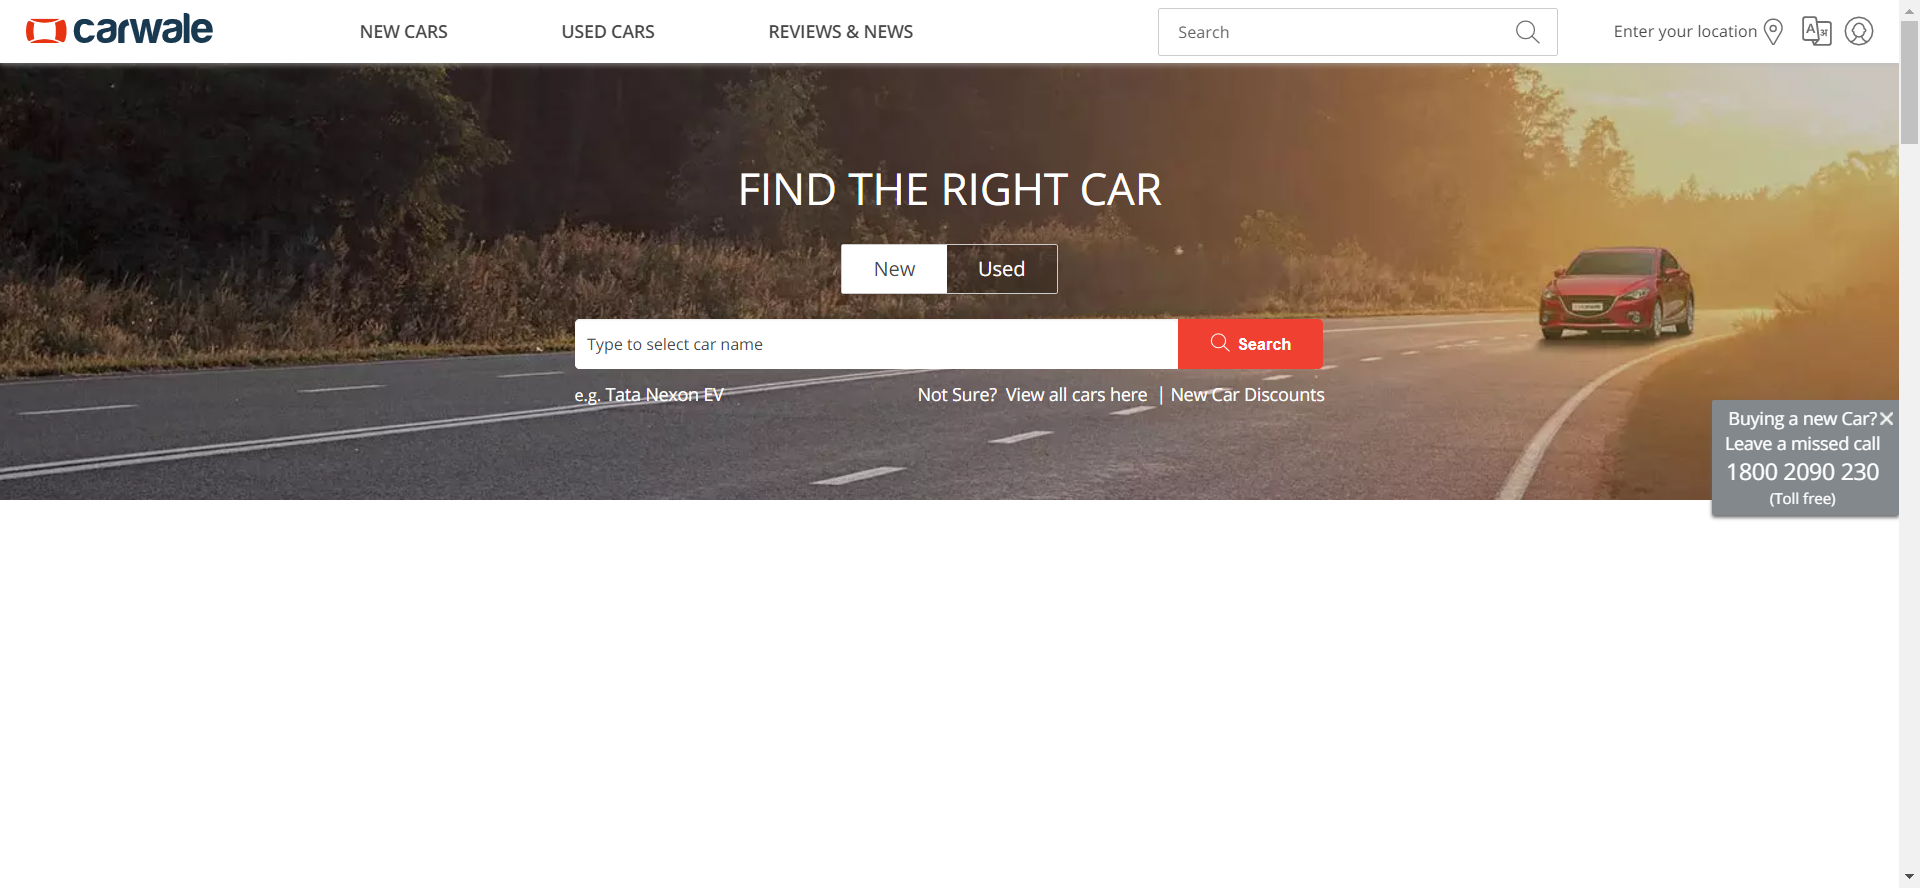 carwale
NEW CARS
USED CARS
REVIEWS & NEWS
Search
Enter your location
A अ
FIND THE RIGHT CAR
New
Used
Type to select car name
Search
e.g. Tata Nexon EV
Not Sure? View all cars here | New Car Discounts
Buying a new Car?
Leave a missed call
1800 2090 230
(Toll free)